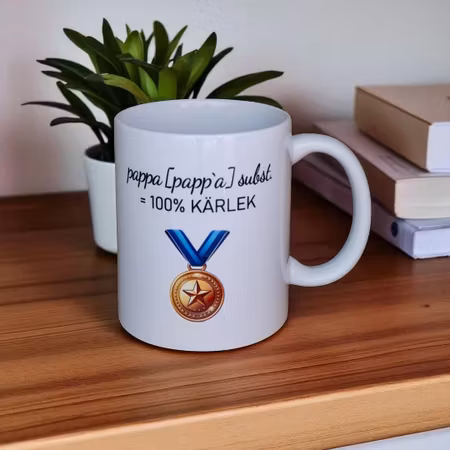 pappa [papp`a] subst.
= 100% KÄRLEK